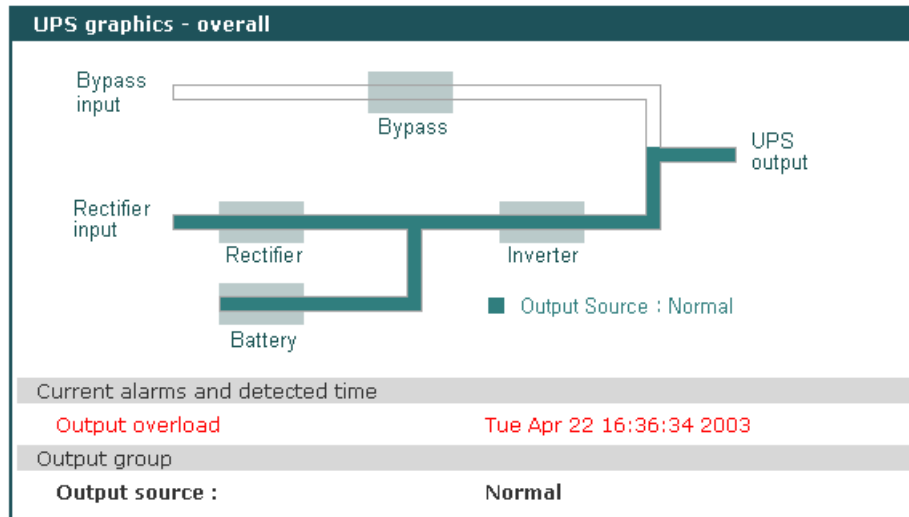 UPS graphics - overall
Bypass
input
Bypass
UPS
output
Rectifier
input
Rectifier
Inverter
Output Source : Normal
Battery
Current alarms and detected time
Output overload Tue Apr 22 16:36:34 2003
Output group
Output source : Normal